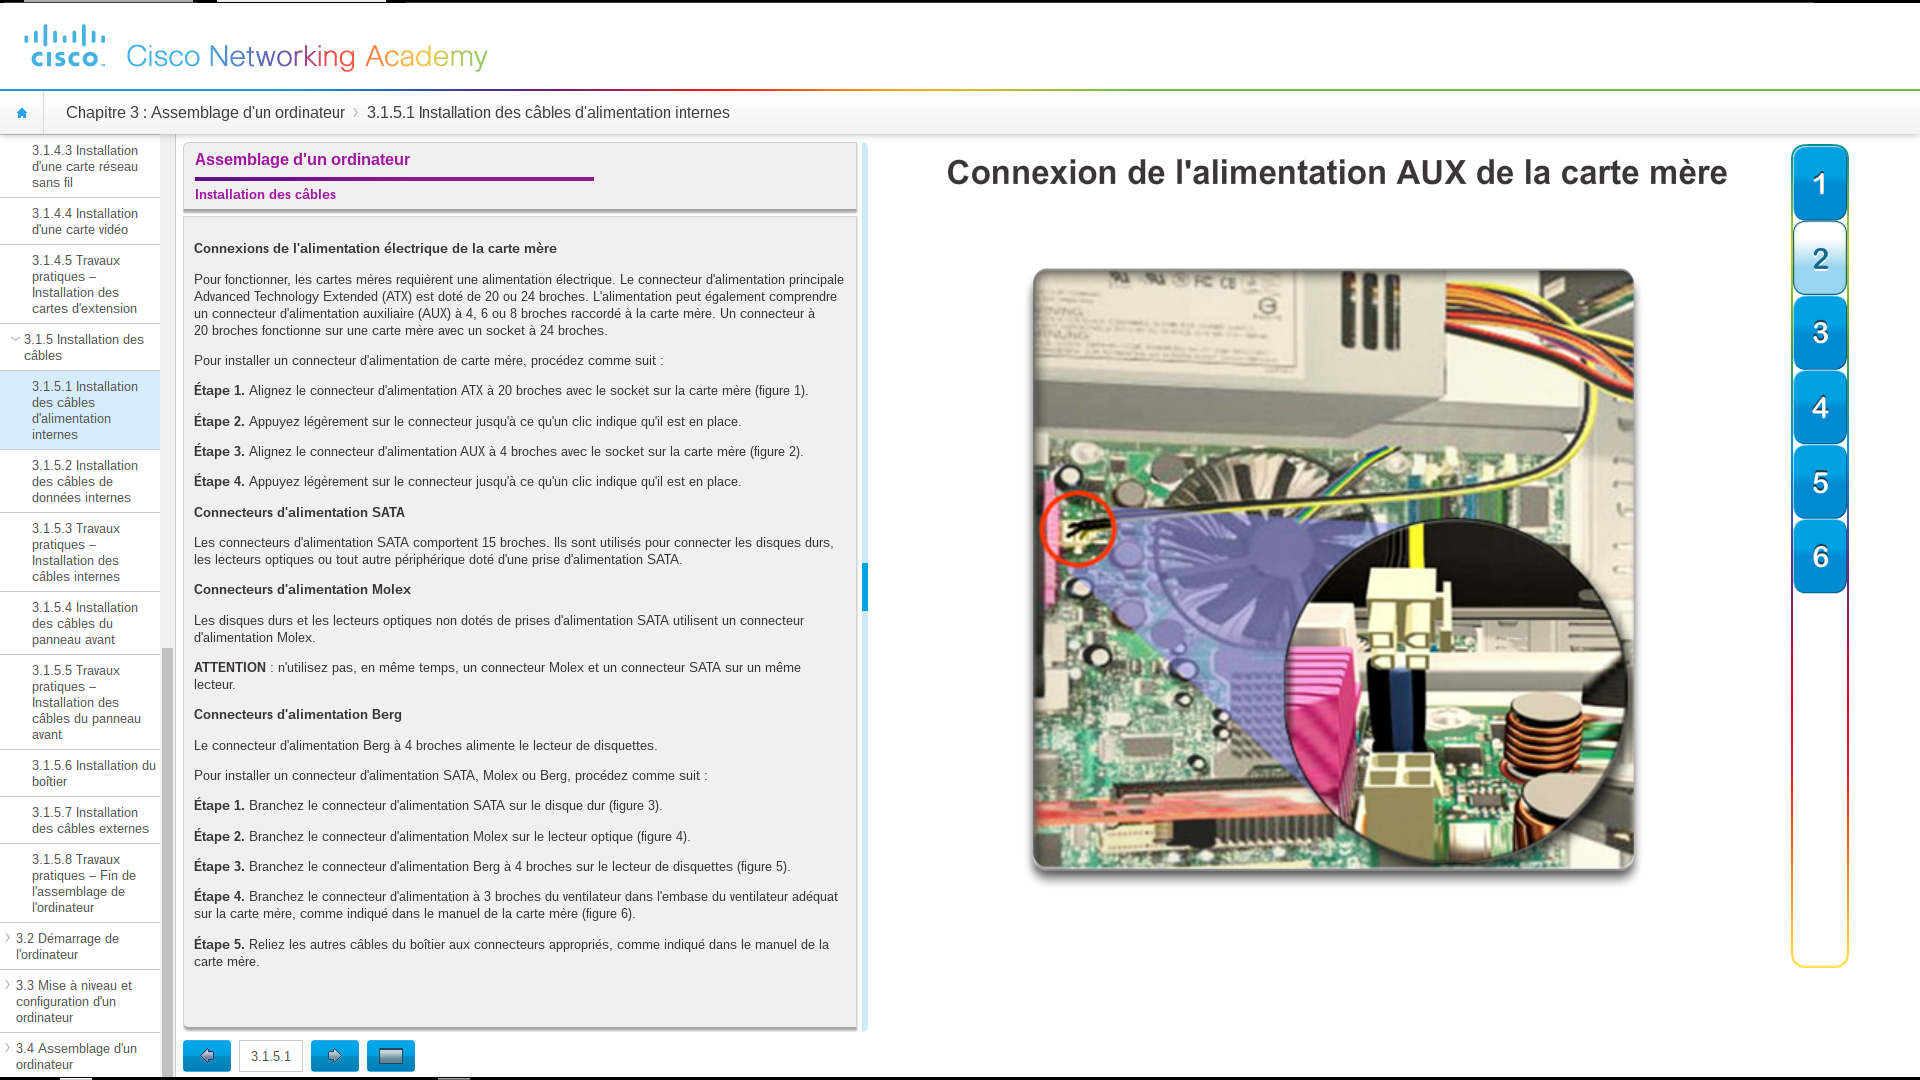 cisco
Cisco Networking Academy
Chapitre 3 : Assemblage d'un ordinateur
3.1.5.1 Installation des câbles d'alimentation internes
3.1.4.3 Installation
d'une carte réseau
sans fil
3.1.4.4 Installation
d'une carte vidéo
3.1.4.5 Travaux
pratiques –
Installation des
cartes d'extension
3.1.5 Installation des
câbles
3.1.5.1 Installation
des câbles
d'alimentation
internes
3.1.5.2 Installation
des câbles de
données internes
3.1.5.3 Travaux
pratiques –
Installation des
câbles internes
3.1.5.4 Installation
des câbles du
panneau avant
3.1.5.5 Travaux
pratiques –
Installation des
câbles du panneau
avant
3.1.5.6 Installation du
boîtier
3.1.5.7 Installation
des câbles externes
3.1.5.8 Travaux
pratiques – Fin de
l'assemblage de
l'ordinateur
3.2 Démarrage de
l'ordinateur
3.3 Mise à niveau et
configuration d'un
ordinateur
3.4 Assemblage d'un
ordinateur
Assemblage d'un ordinateur
Installation des câbles
Connexions de l'alimentation électrique de la carte mère
Pour fonctionner, les cartes mères requièrent une alimentation électrique. Le connecteur d'alimentation principale
Advanced Technology Extended (ATX) est doté de 20 ou 24 broches. L'alimentation peut également comprendre
un connecteur d'alimentation auxiliaire (AUX) à 4, 6 ou 8 broches raccordé à la carte mère. Un connecteur à
20 broches fonctionne sur une carte mère avec un socket à 24 broches.
Pour installer un connecteur d'alimentation de carte mère, procédez comme suit :
Étape 1. Alignez le connecteur d'alimentation ATX à 20 broches avec le socket sur la carte mère (figure 1).
Étape 2. Appuyez légèrement sur le connecteur jusqu'à ce qu'un clic indique qu'il est en place.
Étape 3. Alignez le connecteur d'alimentation AUX à 4 broches avec le socket sur la carte mère (figure 2).
Étape 4. Appuyez légèrement sur le connecteur jusqu'à ce qu'un clic indique qu'il est en place.
Connecteurs d'alimentation SATA
Les connecteurs d'alimentation SATA comportent 15 broches. Ils sont utilisés pour connecter les disques durs,
les lecteurs optiques ou tout autre périphérique doté d'une prise d'alimentation SATA.
Connecteurs d'alimentation Molex
Les disques durs et les lecteurs optiques non dotés de prises d'alimentation SATA utilisent un connecteur
d'alimentation Molex.
ATTENTION : n'utilisez pas, en même temps, un connecteur Molex et un connecteur SATA sur un même
lecteur.
Connecteurs d'alimentation Berg
Le connecteur d'alimentation Berg à 4 broches alimente le lecteur de disquettes.
Pour installer un connecteur d'alimentation SATA, Molex ou Berg, procédez comme suit :
Étape 1. Branchez le connecteur d'alimentation SATA sur le disque dur (figure 3).
Étape 2. Branchez le connecteur d'alimentation Molex sur le lecteur optique (figure 4).
Étape 3. Branchez le connecteur d'alimentation Berg à 4 broches sur le lecteur de disquettes (figure 5).
Étape 4. Branchez le connecteur d'alimentation à 3 broches du ventilateur dans l'embase du ventilateur adéquat
sur la carte mère, comme indiqué dans le manuel de la carte mère (figure 6).
Étape 5. Reliez les autres câbles du boîtier aux connecteurs appropriés, comme indiqué dans le manuel de la
carte mère.
3.1.5.1
Connexion de l'alimentation AUX de la carte mère
1
2
3
4
5
6